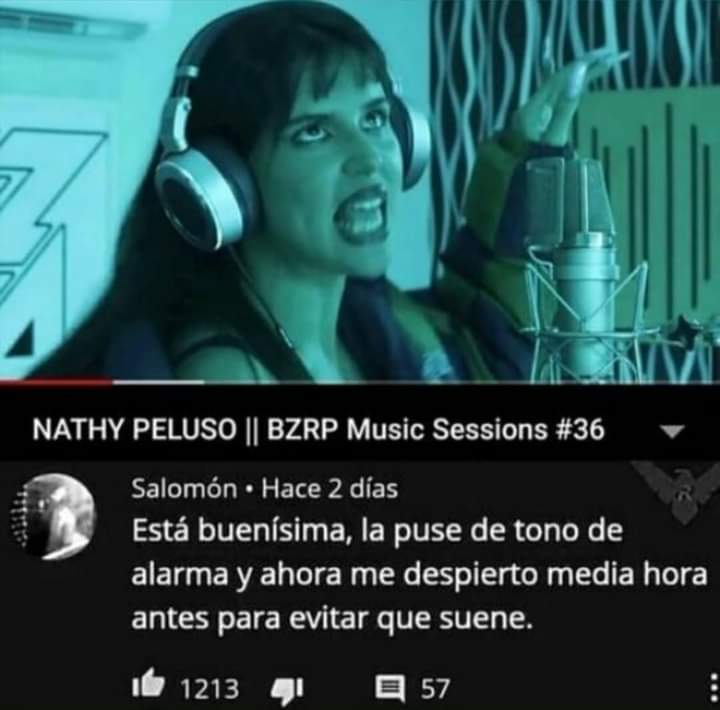 NATHY PELUSO || BZRP Music Sessions #36
Salomón • Hace 2 días
Está buenísima, la puse de tono de
alarma y ahora me despierto media hora
antes para evitar que suene.
1213 57